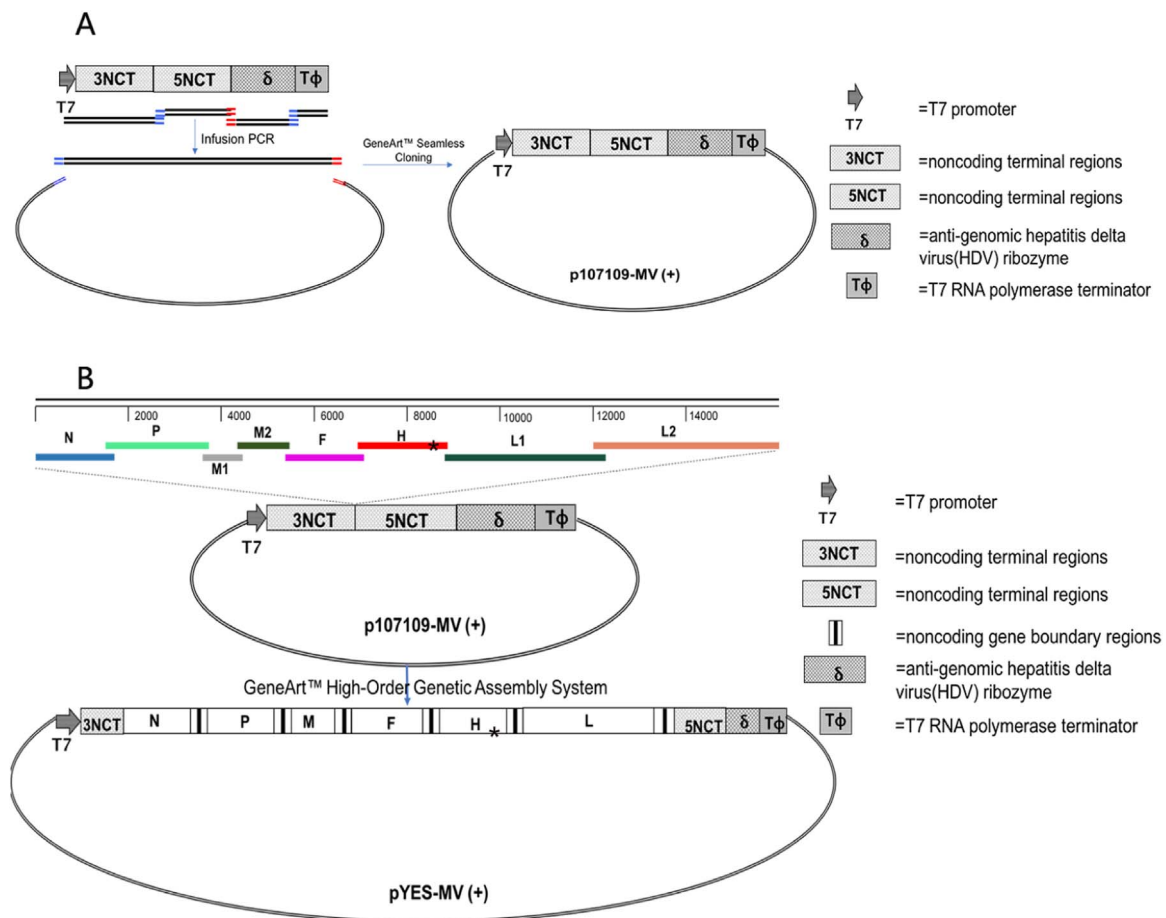 A
3NCT 5NCT δ Tϕ
T7
Infusion PCR
GeneArt™ Seamless
Cloning
3NCT 5NCT δ Tϕ
T7
p107109-MV (+)
T7
=T7 promoter
3NCT
=noncoding terminal regions
5NCT
=noncoding terminal regions
δ
=anti-genomic hepatitis delta
virus(HDV) ribozyme
Tϕ
=T7 RNA polymerase terminator
B
2000 4000 6000 8000 10000 12000 14000
N P M1 M2 F H * L1 L2
3NCT 5NCT δ Tϕ
T7
p107109-MV (+)
GeneArt™ High-Order Genetic Assembly System
3NCT N P M F H * L 5NCT δ Tϕ
T7
pYES-MV (+)
T7
=T7 promoter
3NCT
=noncoding terminal regions
5NCT
=noncoding terminal regions
=noncoding gene boundary regions
δ
=anti-genomic hepatitis delta
virus(HDV) ribozyme
Tϕ
=T7 RNA polymerase terminator